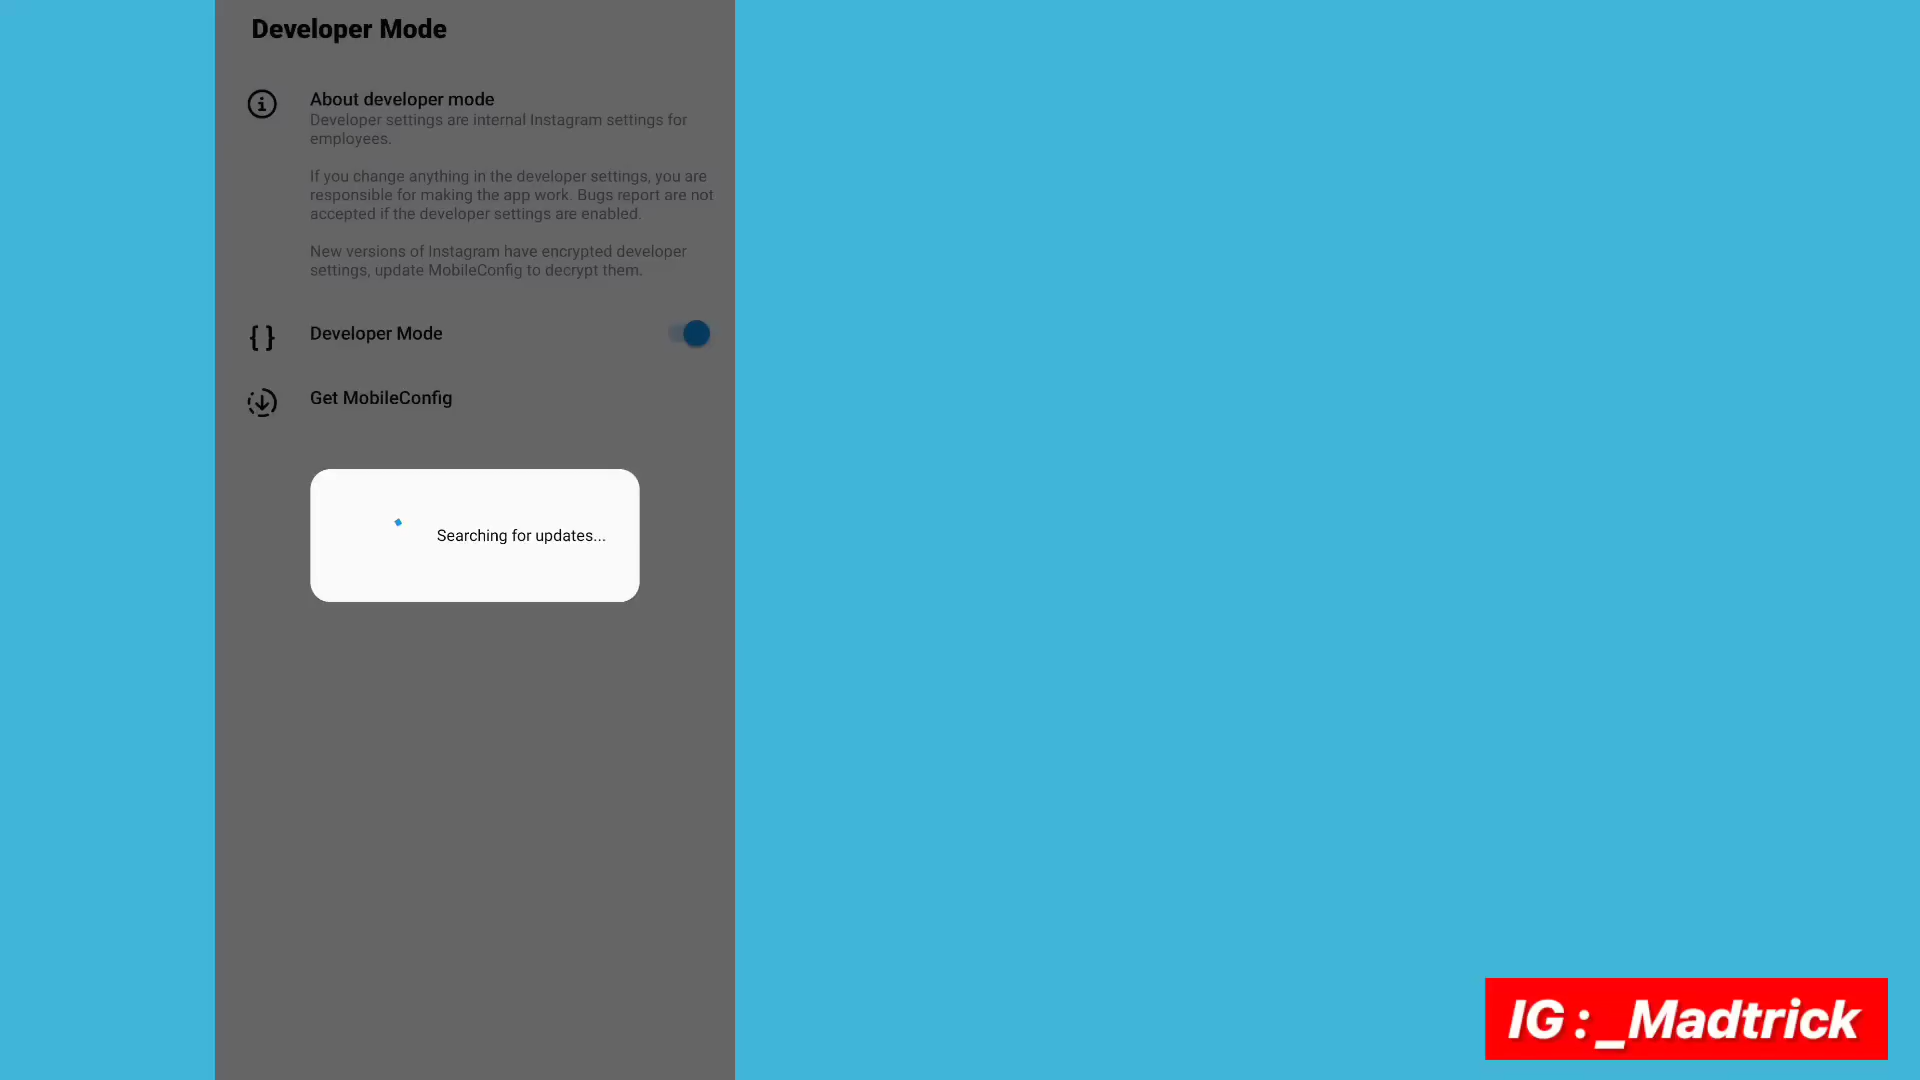 Developer Mode
About developer mode
Developer settings are internal Instagram settings for
employees.
If you change anything in the developer settings, you are
responsible for making the app work. Bugs report are not
accepted if the developer settings are enabled.
New versions of Instagram have encrypted developer
settings, update MobileConfig to decrypt them.
Developer Mode
Get MobileConfig
Searching for updates...
IG : _Madtrick